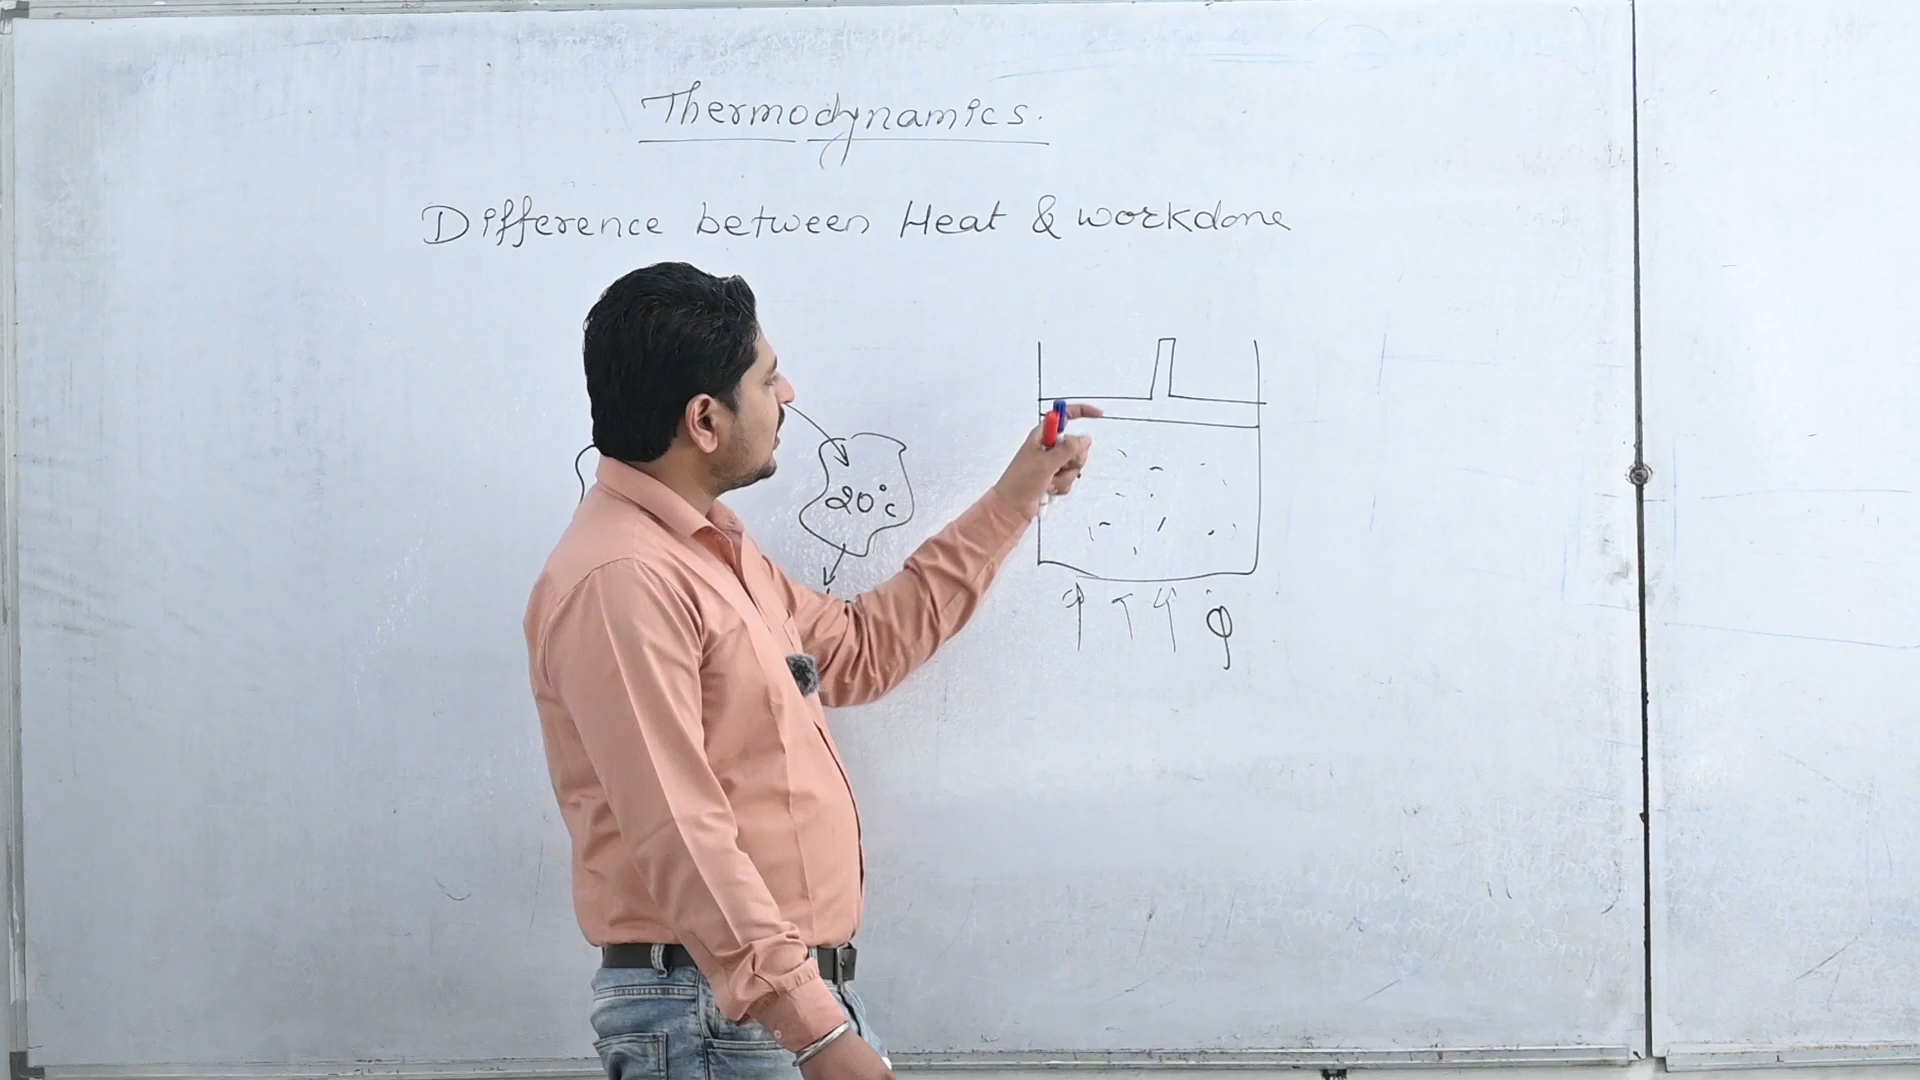 Thermodynamics.
Difference between Heat & workdone
20°c
Q